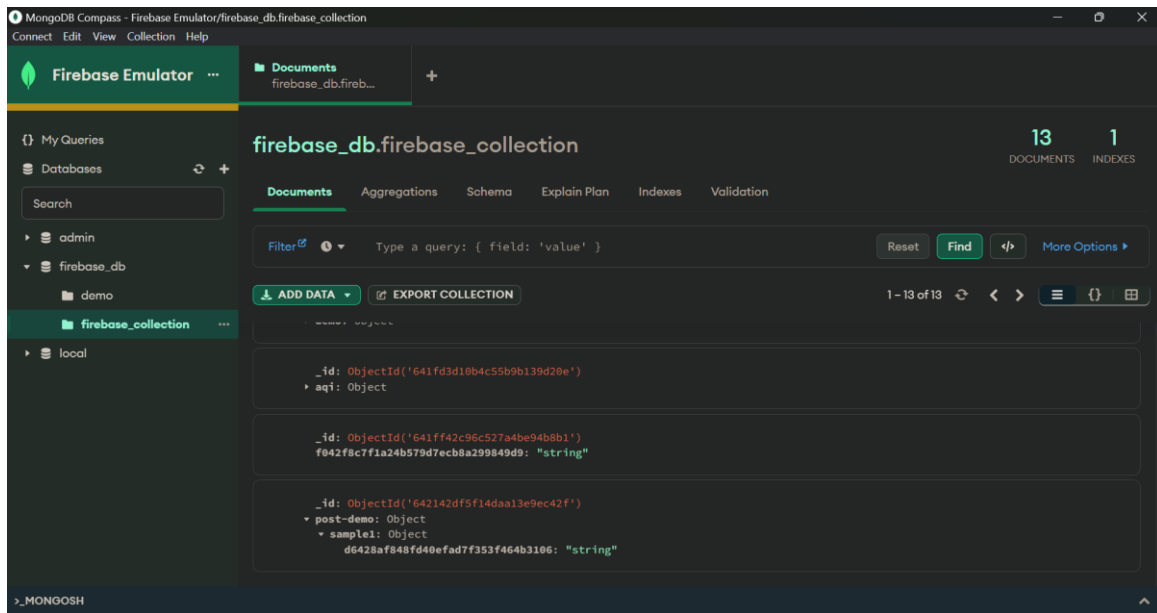 MongoDB Compass - Firebase Emulator/firebase_db.firebase_collection
Connect Edit View Collection Help
Firebase Emulator ...
Documents
firebase_db.fireb...
+
{} My Queries
Databases
+
Search
admin
firebase_db
demo
firebase_collection ...
local
firebase_db.firebase_collection
13
DOCUMENTS
1
INDEXES
Documents Aggregations Schema Explain Plan Indexes Validation
Filter Type a query: { field: 'value' } Reset Find </> More Options
ADD DATA EXPORT COLLECTION 1 – 13 of 13 {}
demo: Object
_id: ObjectId('641fd3d10b4c55b9b139d20e')
aqi: Object
_id: ObjectId('641ff42c96c527a4be94b8b1')
f042f8c7f1a24b579d7ecb8a299849d9: "string"
_id: ObjectId('642142df5f14daa13e9ec42f')
post-demo: Object
sample1: Object
d6428af848fd40efad7f353f464b3106: "string"
>_MONGOSH